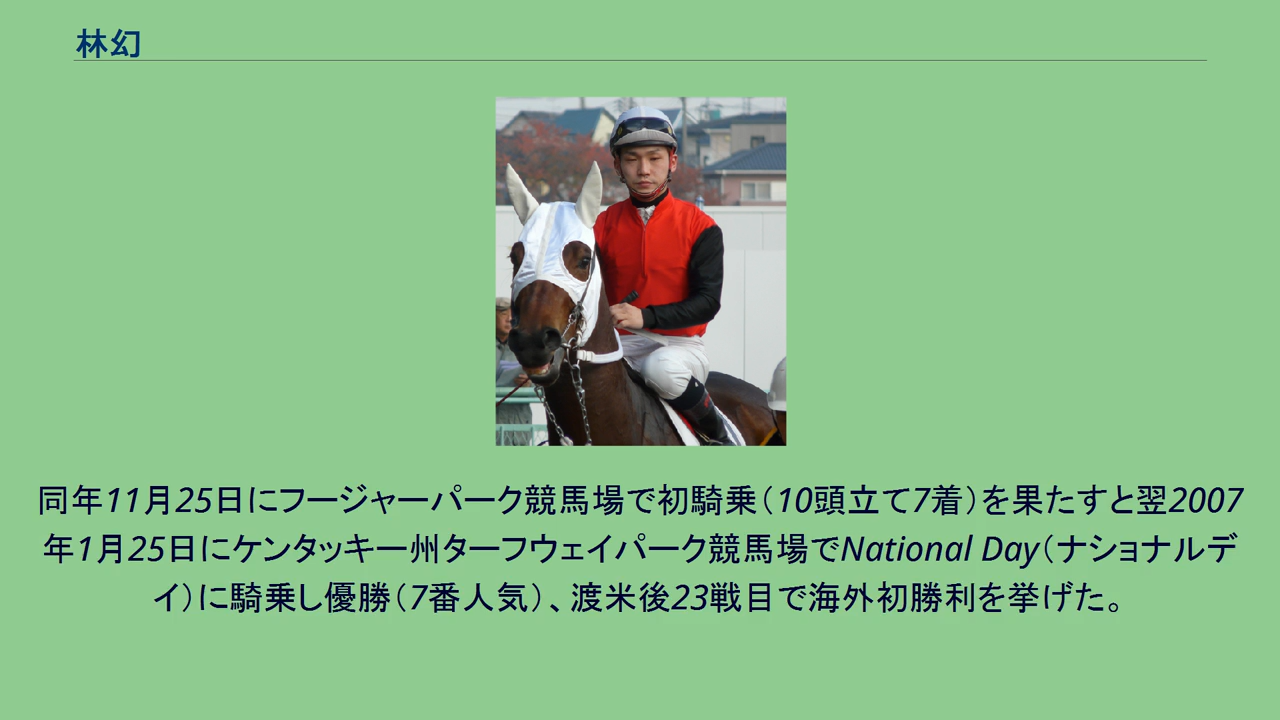 林幻
同年11月25日にフージャーパーク競馬場で初騎乗（10頭立て7着）を果たすと翌2007
年1月25日にケンタッキー州ターフウェイパーク競馬場でNational Day（ナショナルデ
イ）に騎乗し優勝（7番人気）、渡米後23戦目で海外初勝利を挙げた。